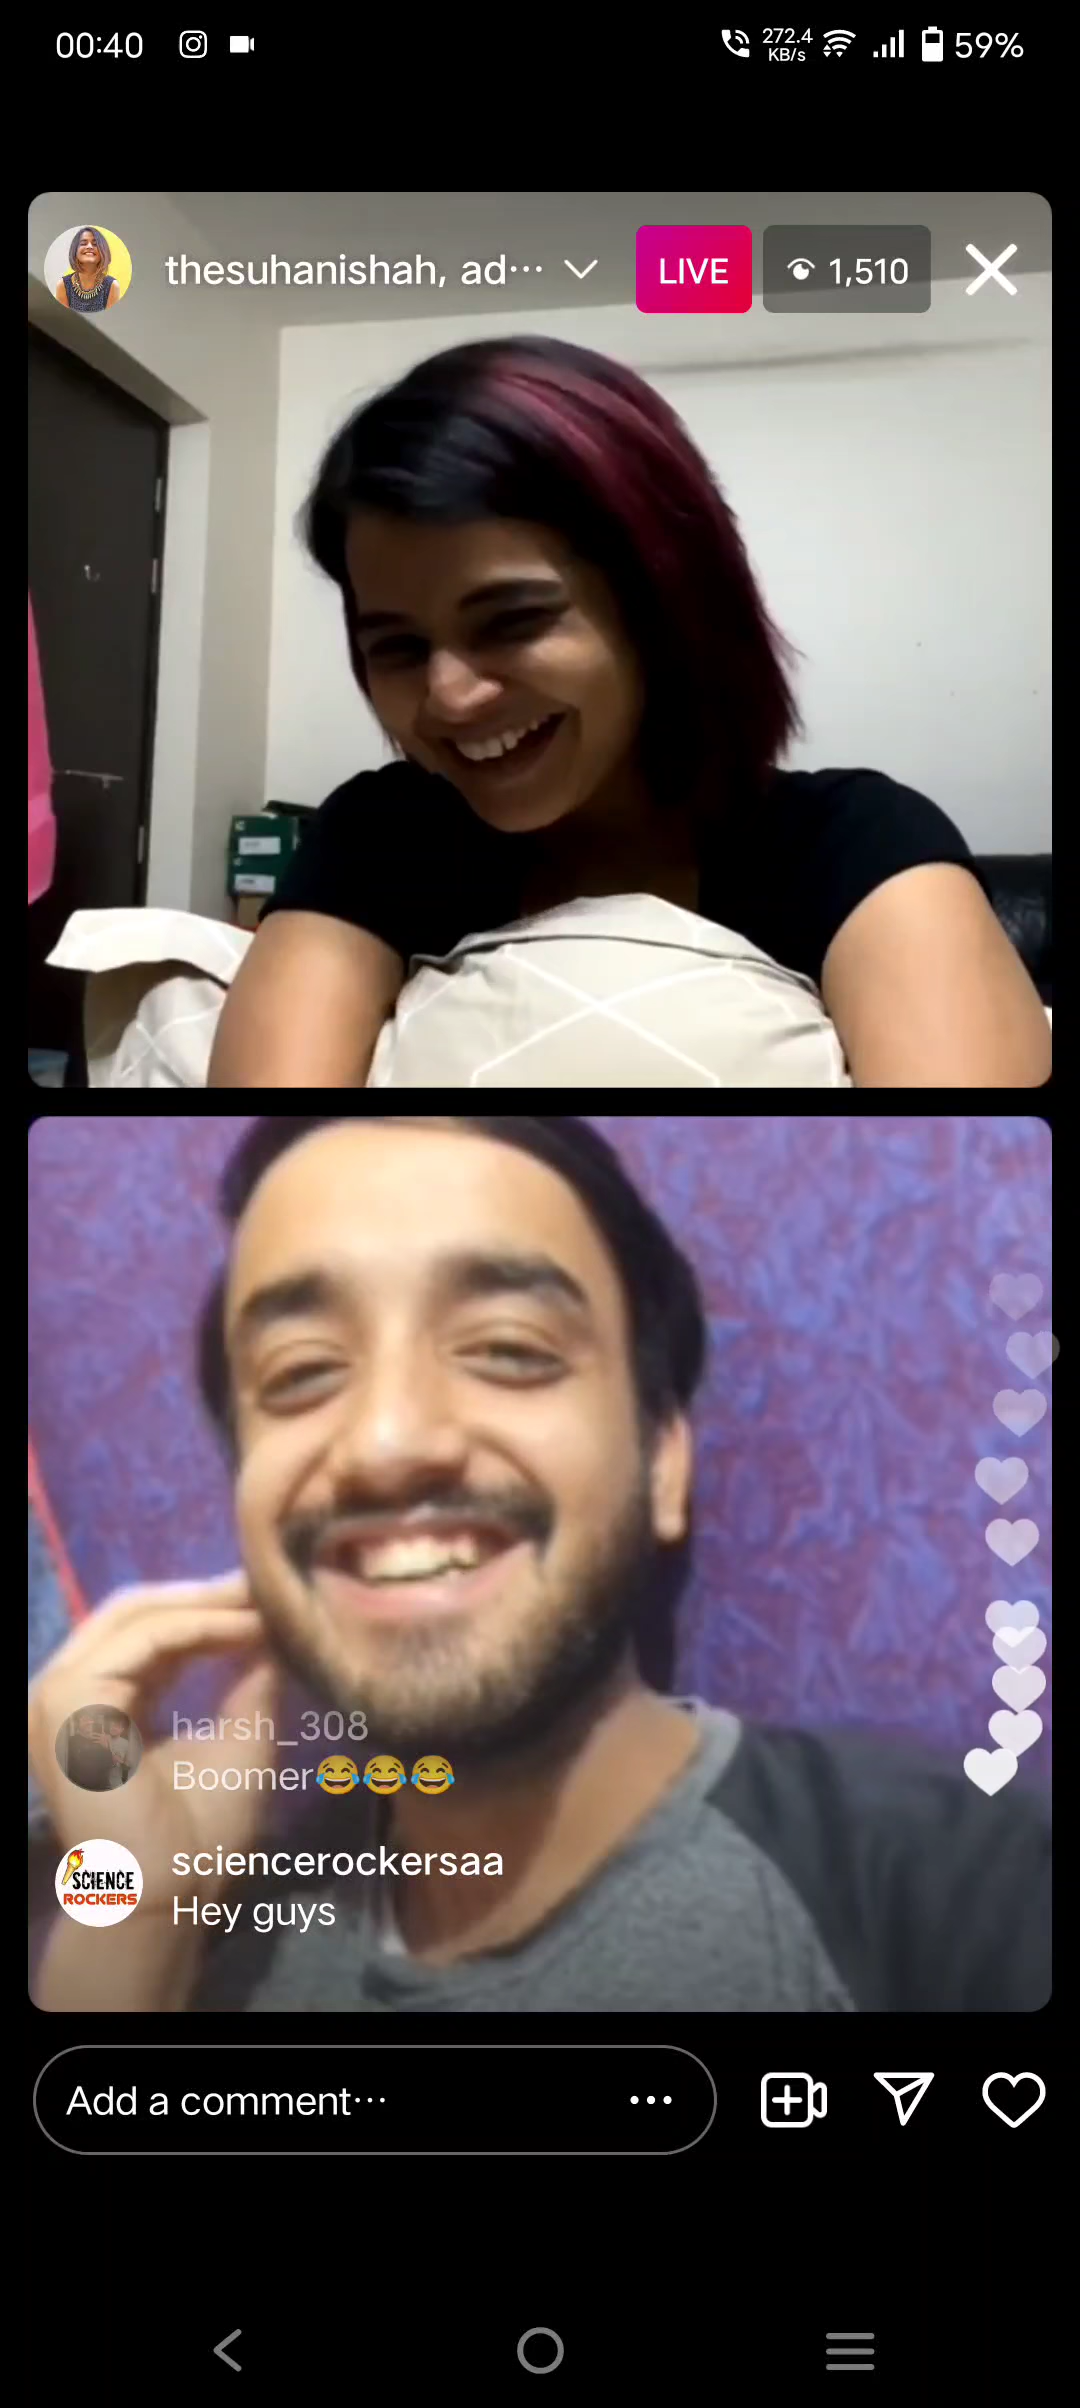 00:40
272.4
KB/s
59%
thesuhanishah, ad...
LIVE
1,510
harsh_308
Boomer😂😂😂
SCIENCE
ROCKERS
sciencerockersaa
Hey guys
Add a comment...